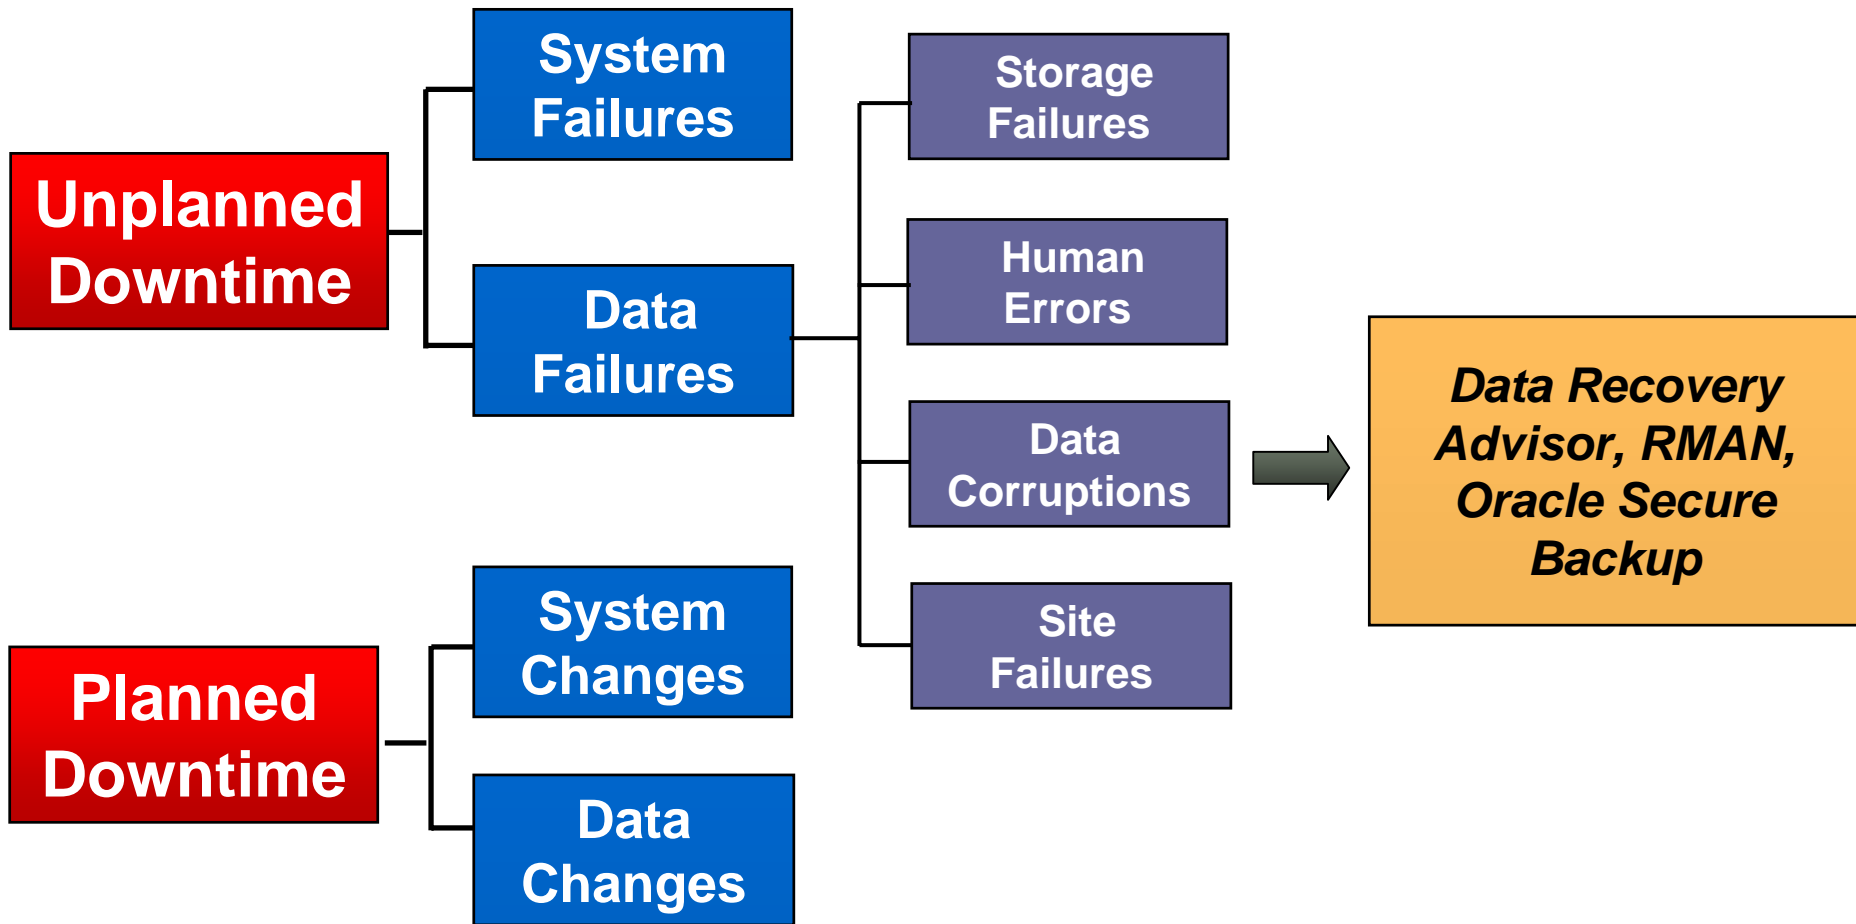 Unplanned
Downtime
System
Failures
Data
Failures
Storage
Failures
Human
Errors
Data
Corruptions
Site
Failures
Data Recovery
Advisor, RMAN,
Oracle Secure
Backup
Planned
Downtime
System
Changes
Data
Changes